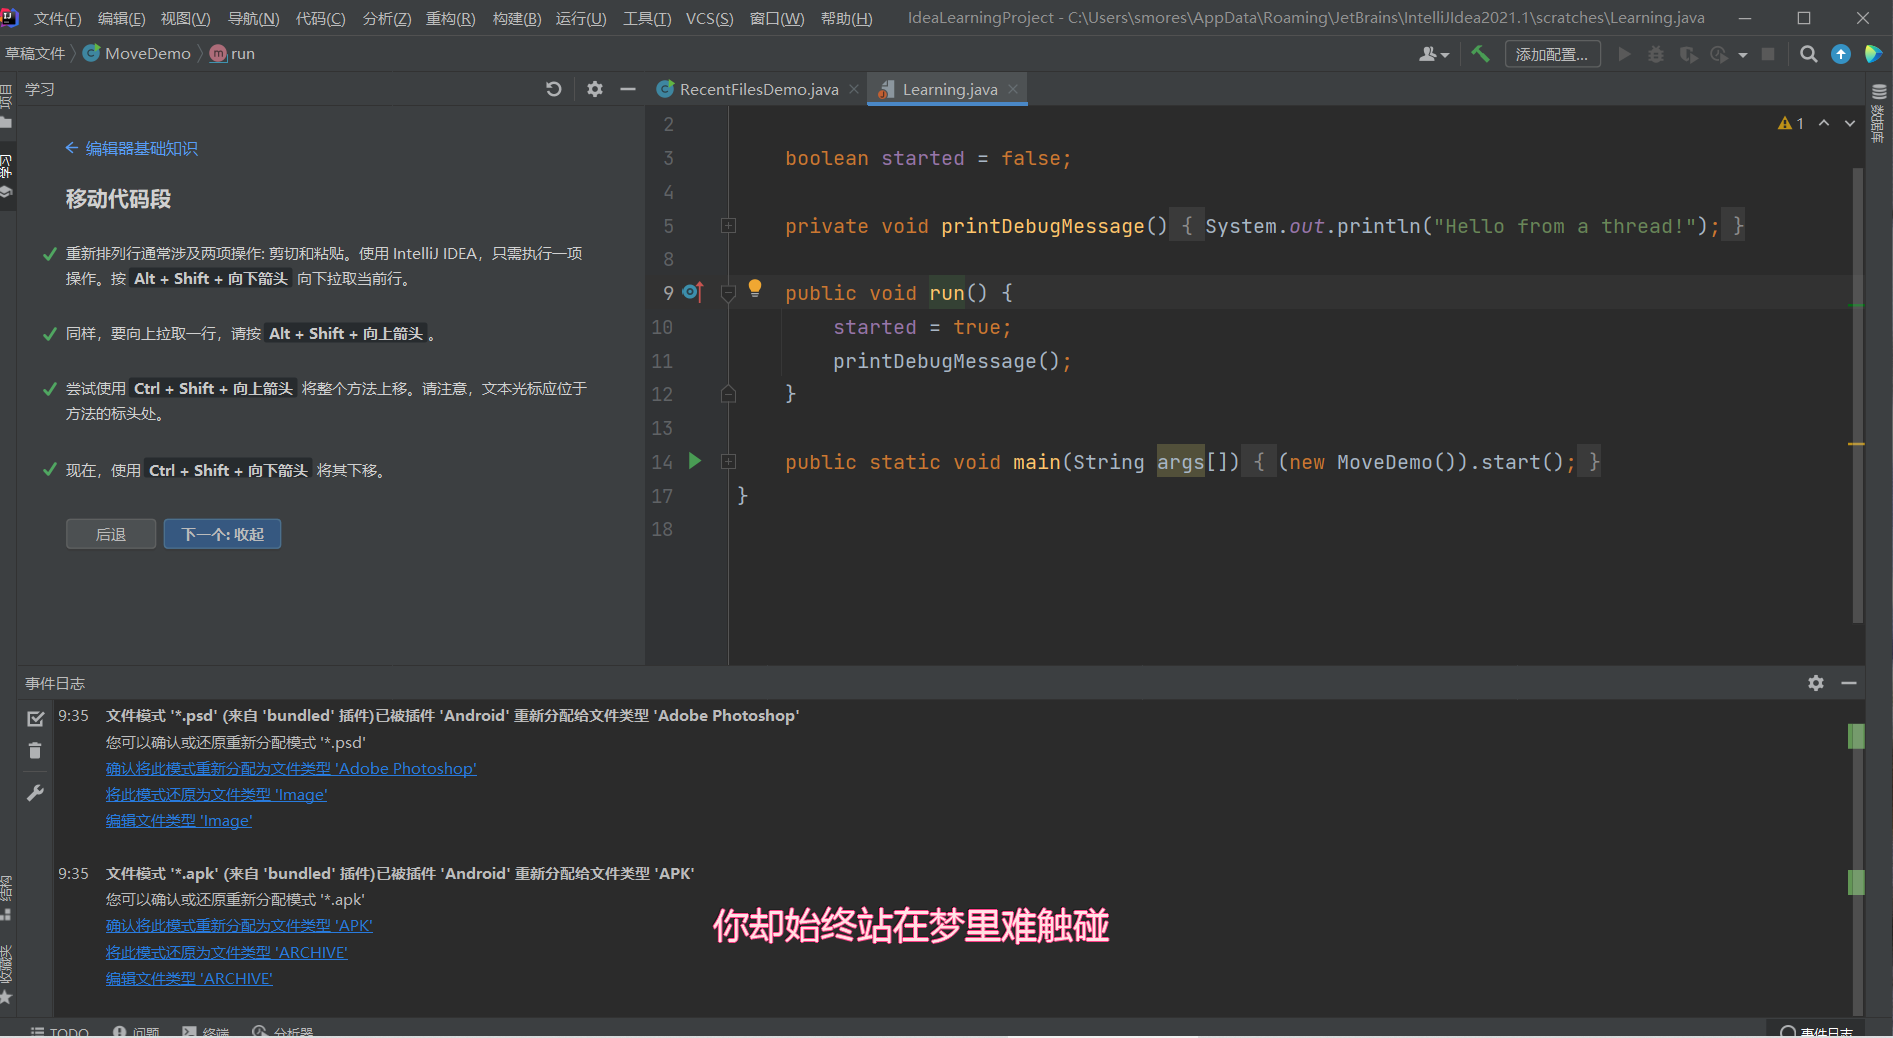 文件(F) 编辑(E) 视图(V) 导航(N) 代码(C) 分析(Z) 重构(R) 构建(B) 运行(U) 工具(T) VCS(S) 窗口(W) 帮助(H) IdeaLearningProject - C:\Users\smores\AppData\Roaming\JetBrains\IntelliJIdea2021.1\scratches\Learning.java
草稿文件 MoveDemo run 添加配置...
项目
学习
结构
收藏夹
数据库
学习
← 编辑器基础知识
移动代码段
重新排列行通常涉及两项操作: 剪切和粘贴。使用 IntelliJ IDEA，只需执行一项
操作。按 Alt + Shift + 向下箭头 向下拉取当前行。
同样，要向上拉取一行，请按 Alt + Shift + 向上箭头 。
尝试使用 Ctrl + Shift + 向上箭头 将整个方法上移。请注意，文本光标应位于
方法的标头处。
现在，使用 Ctrl + Shift + 向下箭头 将其下移。
后退 下一个: 收起
RecentFilesDemo.java Learning.java
1
2
3 boolean started = false;
4
5 private void printDebugMessage() { System.out.println("Hello from a thread!"); }
8
9 public void run() {
10 started = true;
11 printDebugMessage();
12 }
13
14 public static void main(String args[]) { (new MoveDemo()).start(); }
17 }
18
事件日志
9:35 文件模式 '*.psd' (来自 'bundled' 插件)已被插件 'Android' 重新分配给文件类型 'Adobe Photoshop'
您可以确认或还原重新分配模式 '*.psd'
确认将此模式重新分配为文件类型 'Adobe Photoshop'
将此模式还原为文件类型 'Image'
编辑文件类型 'Image'
9:35 文件模式 '*.apk' (来自 'bundled' 插件)已被插件 'Android' 重新分配给文件类型 'APK'
您可以确认或还原重新分配模式 '*.apk'
确认将此模式重新分配为文件类型 'APK'
将此模式还原为文件类型 'ARCHIVE'
编辑文件类型 'ARCHIVE'
你却始终站在梦里难触碰
TODO 问题 终端 分析器 事件日志